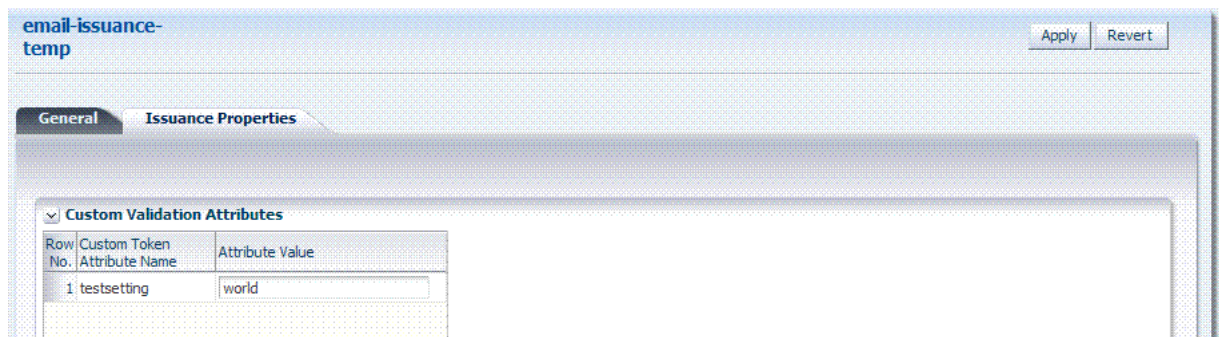 email-issuance-
temp
Apply Revert
General Issuance Properties
Custom Validation Attributes
Row Custom Token Attribute Value
No. Attribute Name
1 testsetting world